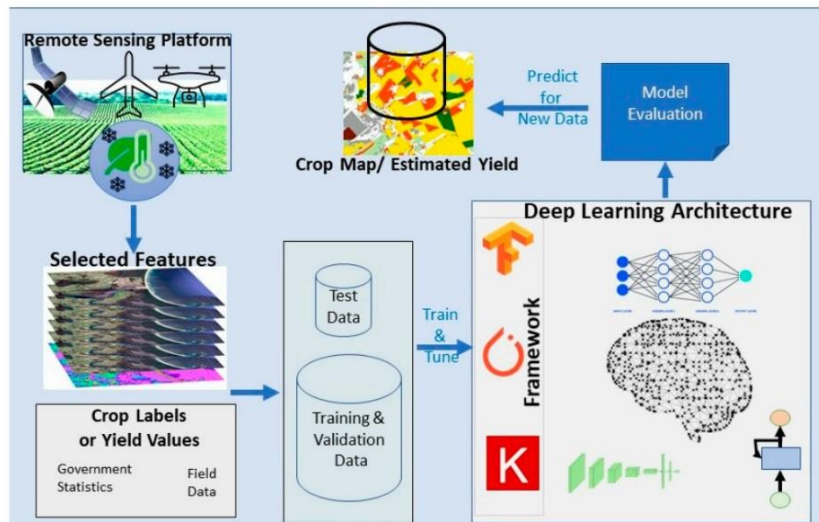 Remote Sensing Platform
Crop Map/ Estimated Yield
Predict
for
New Data
Model
Evaluation
Selected Features
Test
Data
Training &
Validation
Data
Train
&
Tune
Deep Learning Architecture
Framework
K
Crop Labels
or Yield Values
Government
Statistics
Field
Data